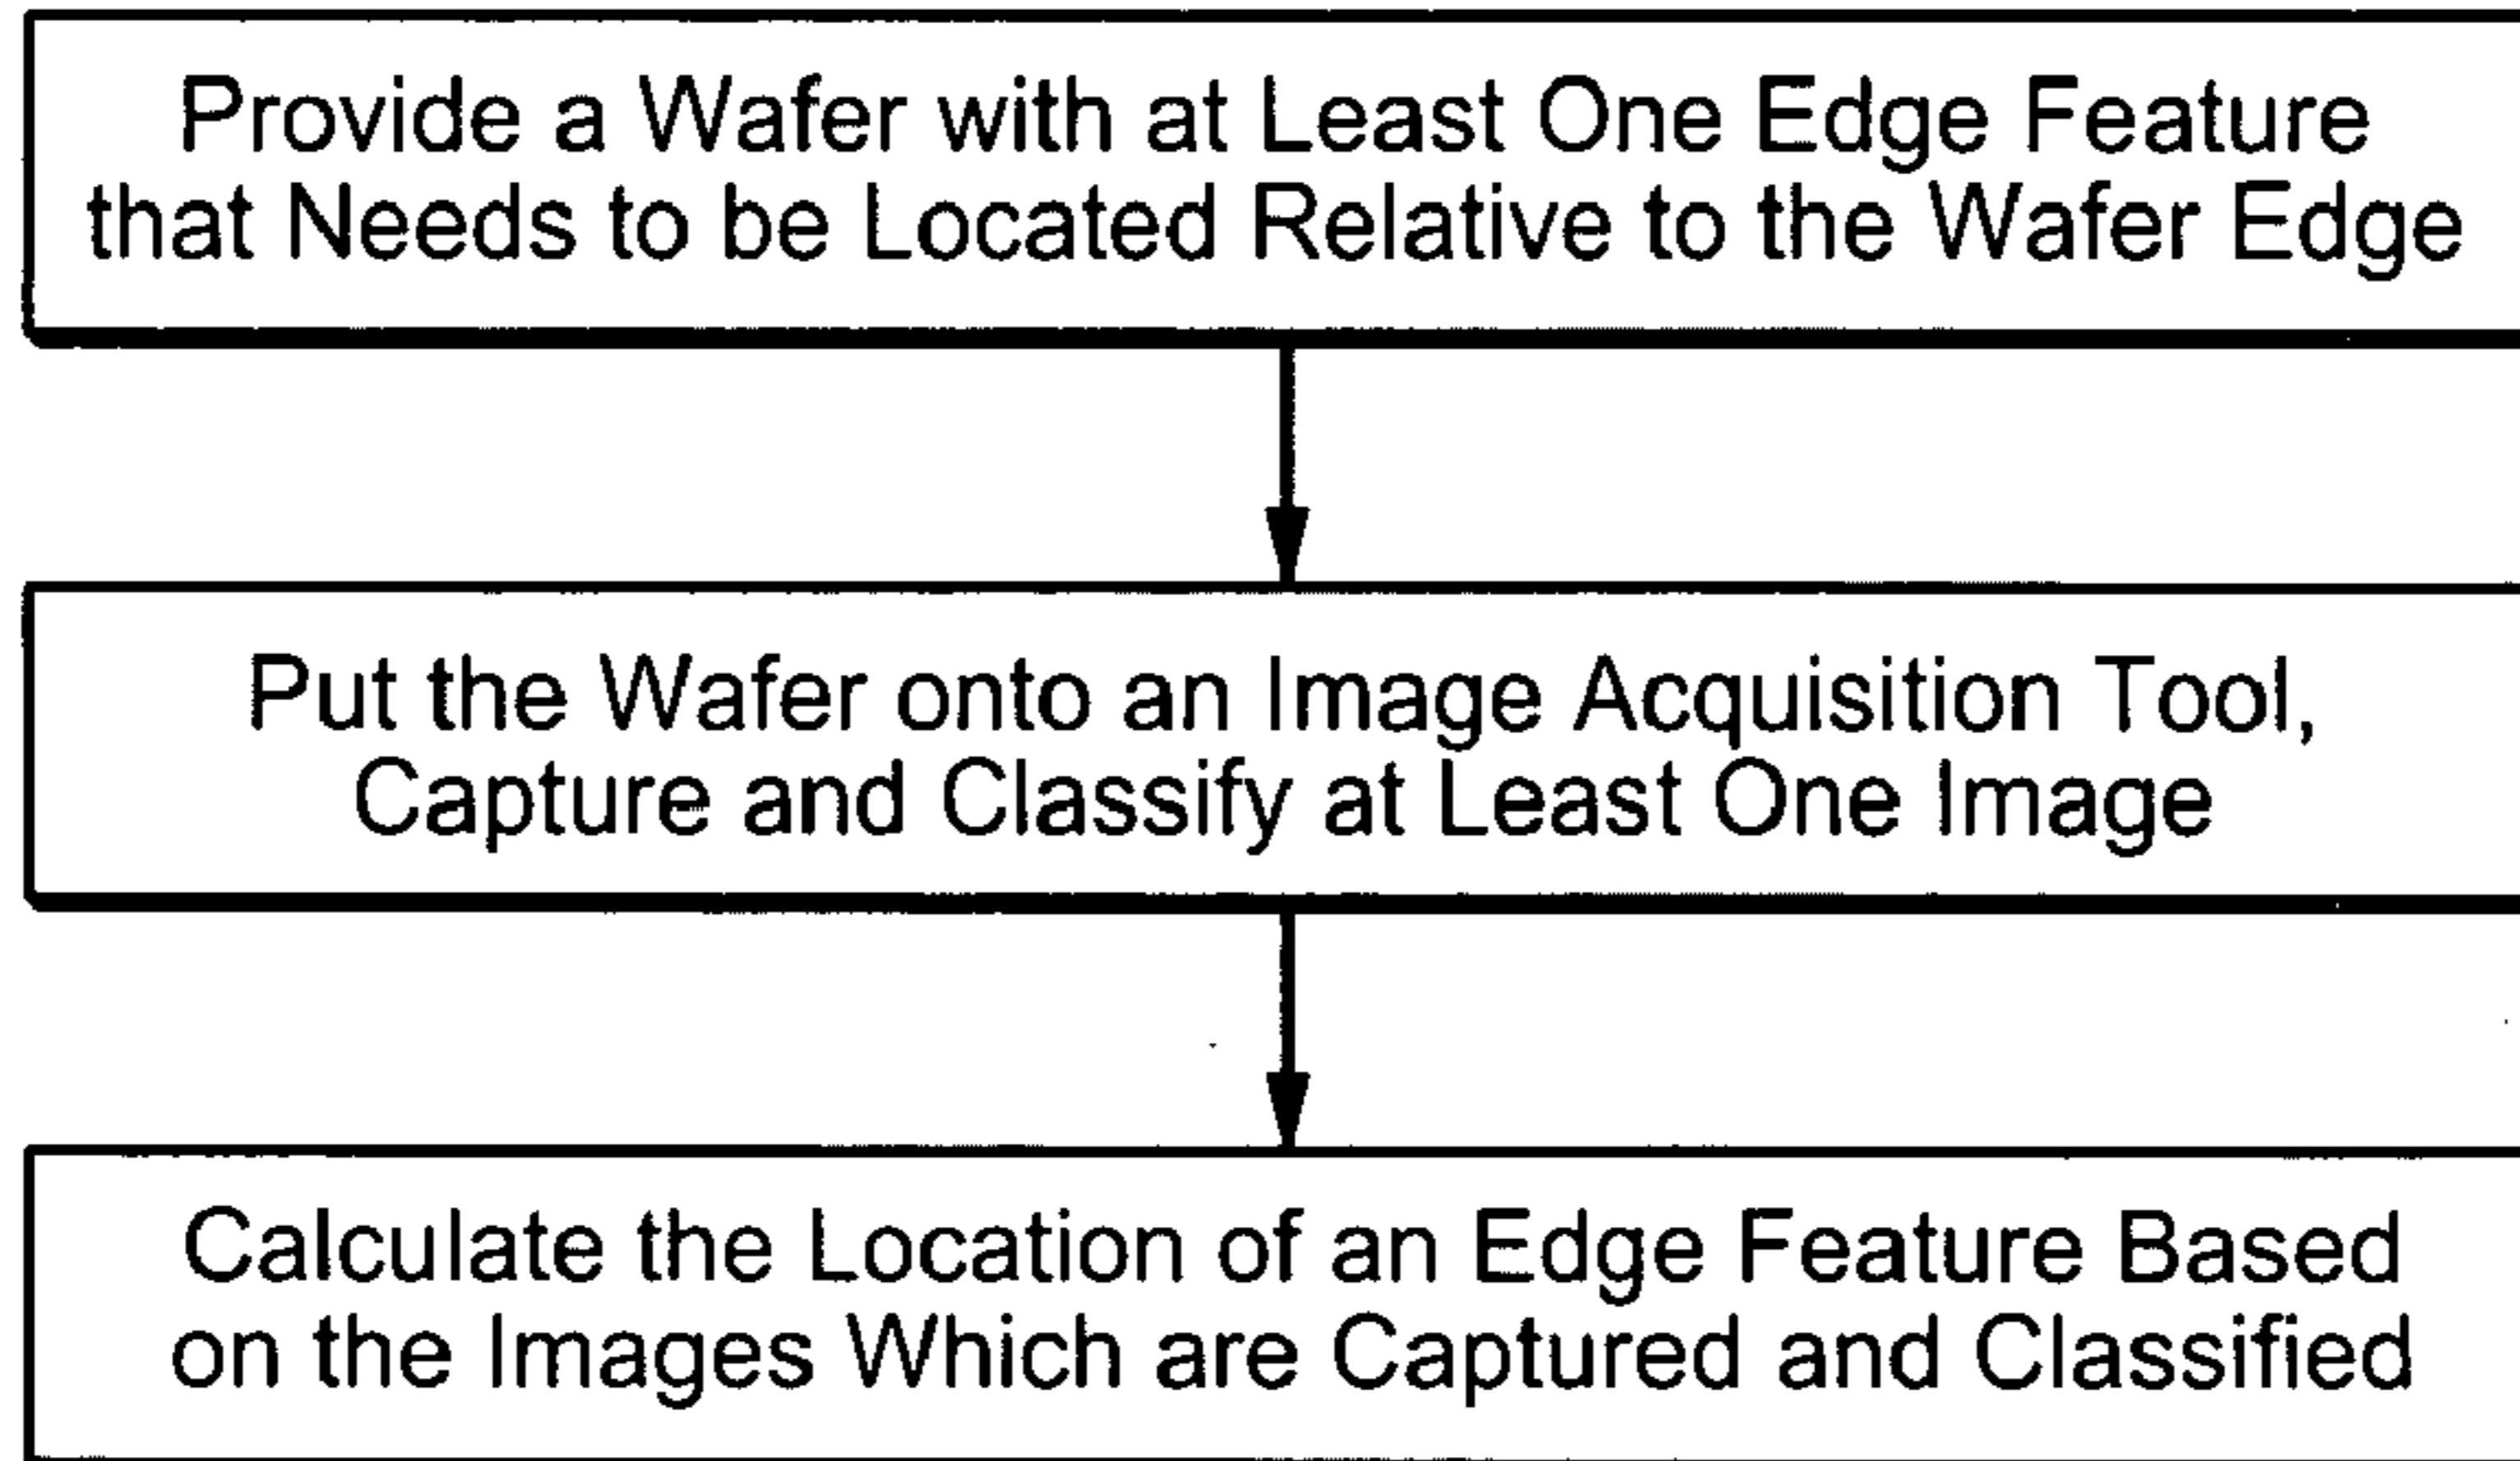 Provide a Wafer with at Least One Edge Feature
that Needs to be Located Relative to the Wafer Edge
Put the Wafer onto an Image Acquisition Tool,
Capture and Classify at Least One Image
Calculate the Location of an Edge Feature Based
on the Images Which are Captured and Classified